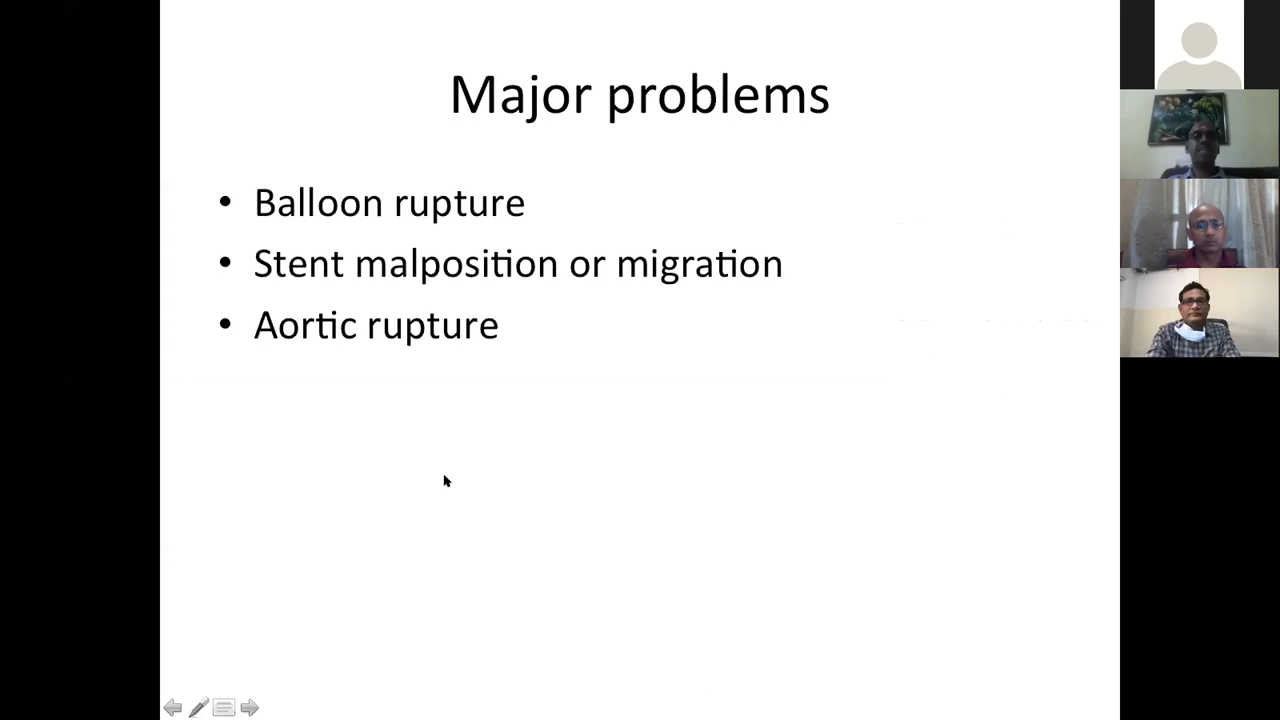 Major problems
• Balloon rupture
• Stent malposition or migration
• Aortic rupture